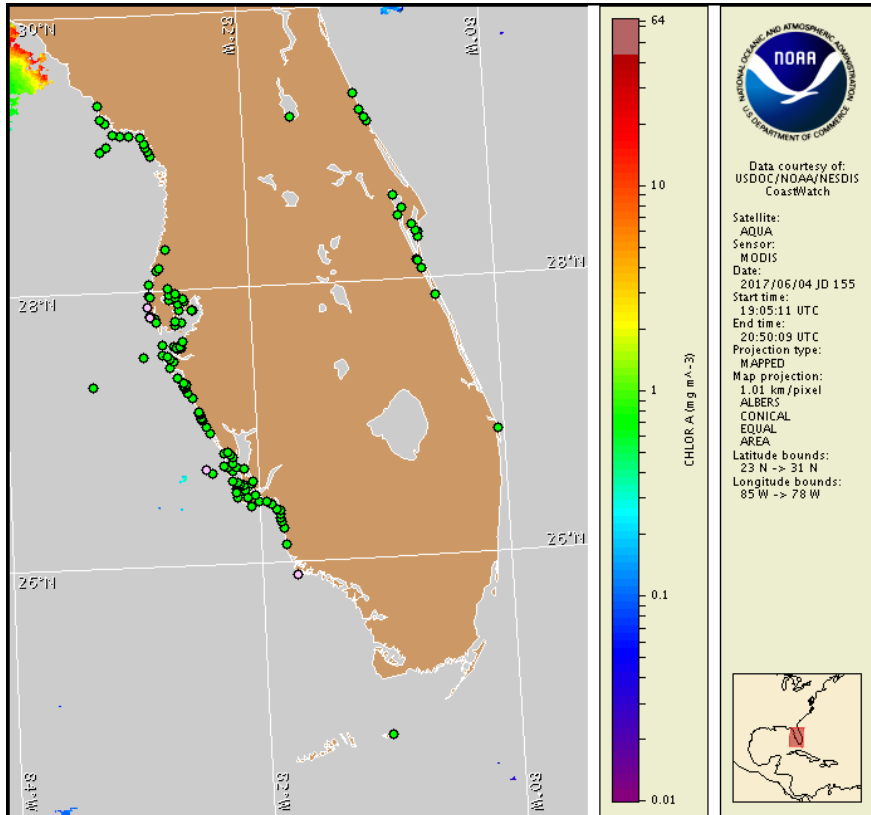 30°N
82°W
80°W
28°N
28°N
26°N
26°N
84°W
82°W
80°W
64
10
1
0.1
0.01
CHLOR A (mg m^-3)
NATIONAL OCEANIC AND ATMOSPHERIC ADMINISTRATION
NOAA
U.S. DEPARTMENT OF COMMERCE
Data courtesy of:
USDOC/NOAA/NESDIS
CoastWatch
Satellite:
AQUA
Sensor:
MODIS
Date:
2017/06/04 JD 155
Start time:
19:05:11 UTC
End time:
20:50:09 UTC
Projection type:
MAPPED
Map projection:
1.01 km/pixel
ALBERS
CONICAL
EQUAL
AREA
Latitude bounds:
23 N -> 31 N
Longitude bounds:
85 W -> 78 W